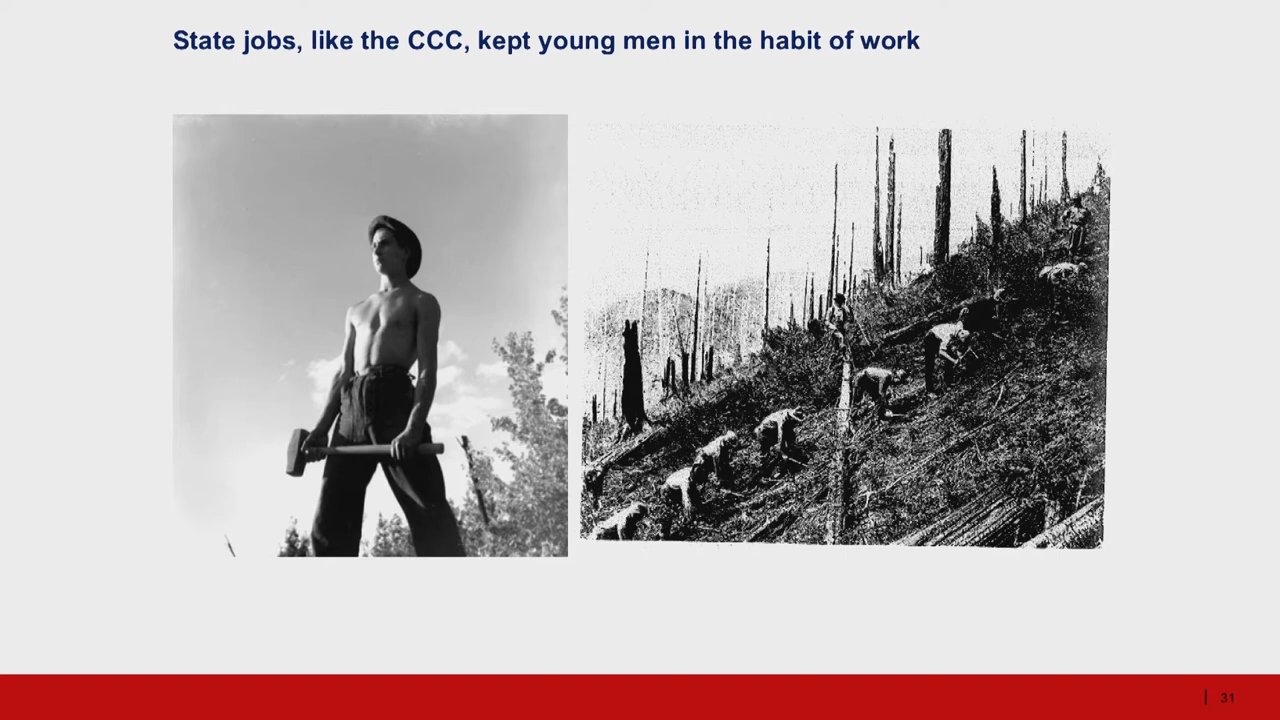 State jobs, like the CCC, kept young men in the habit of work
31